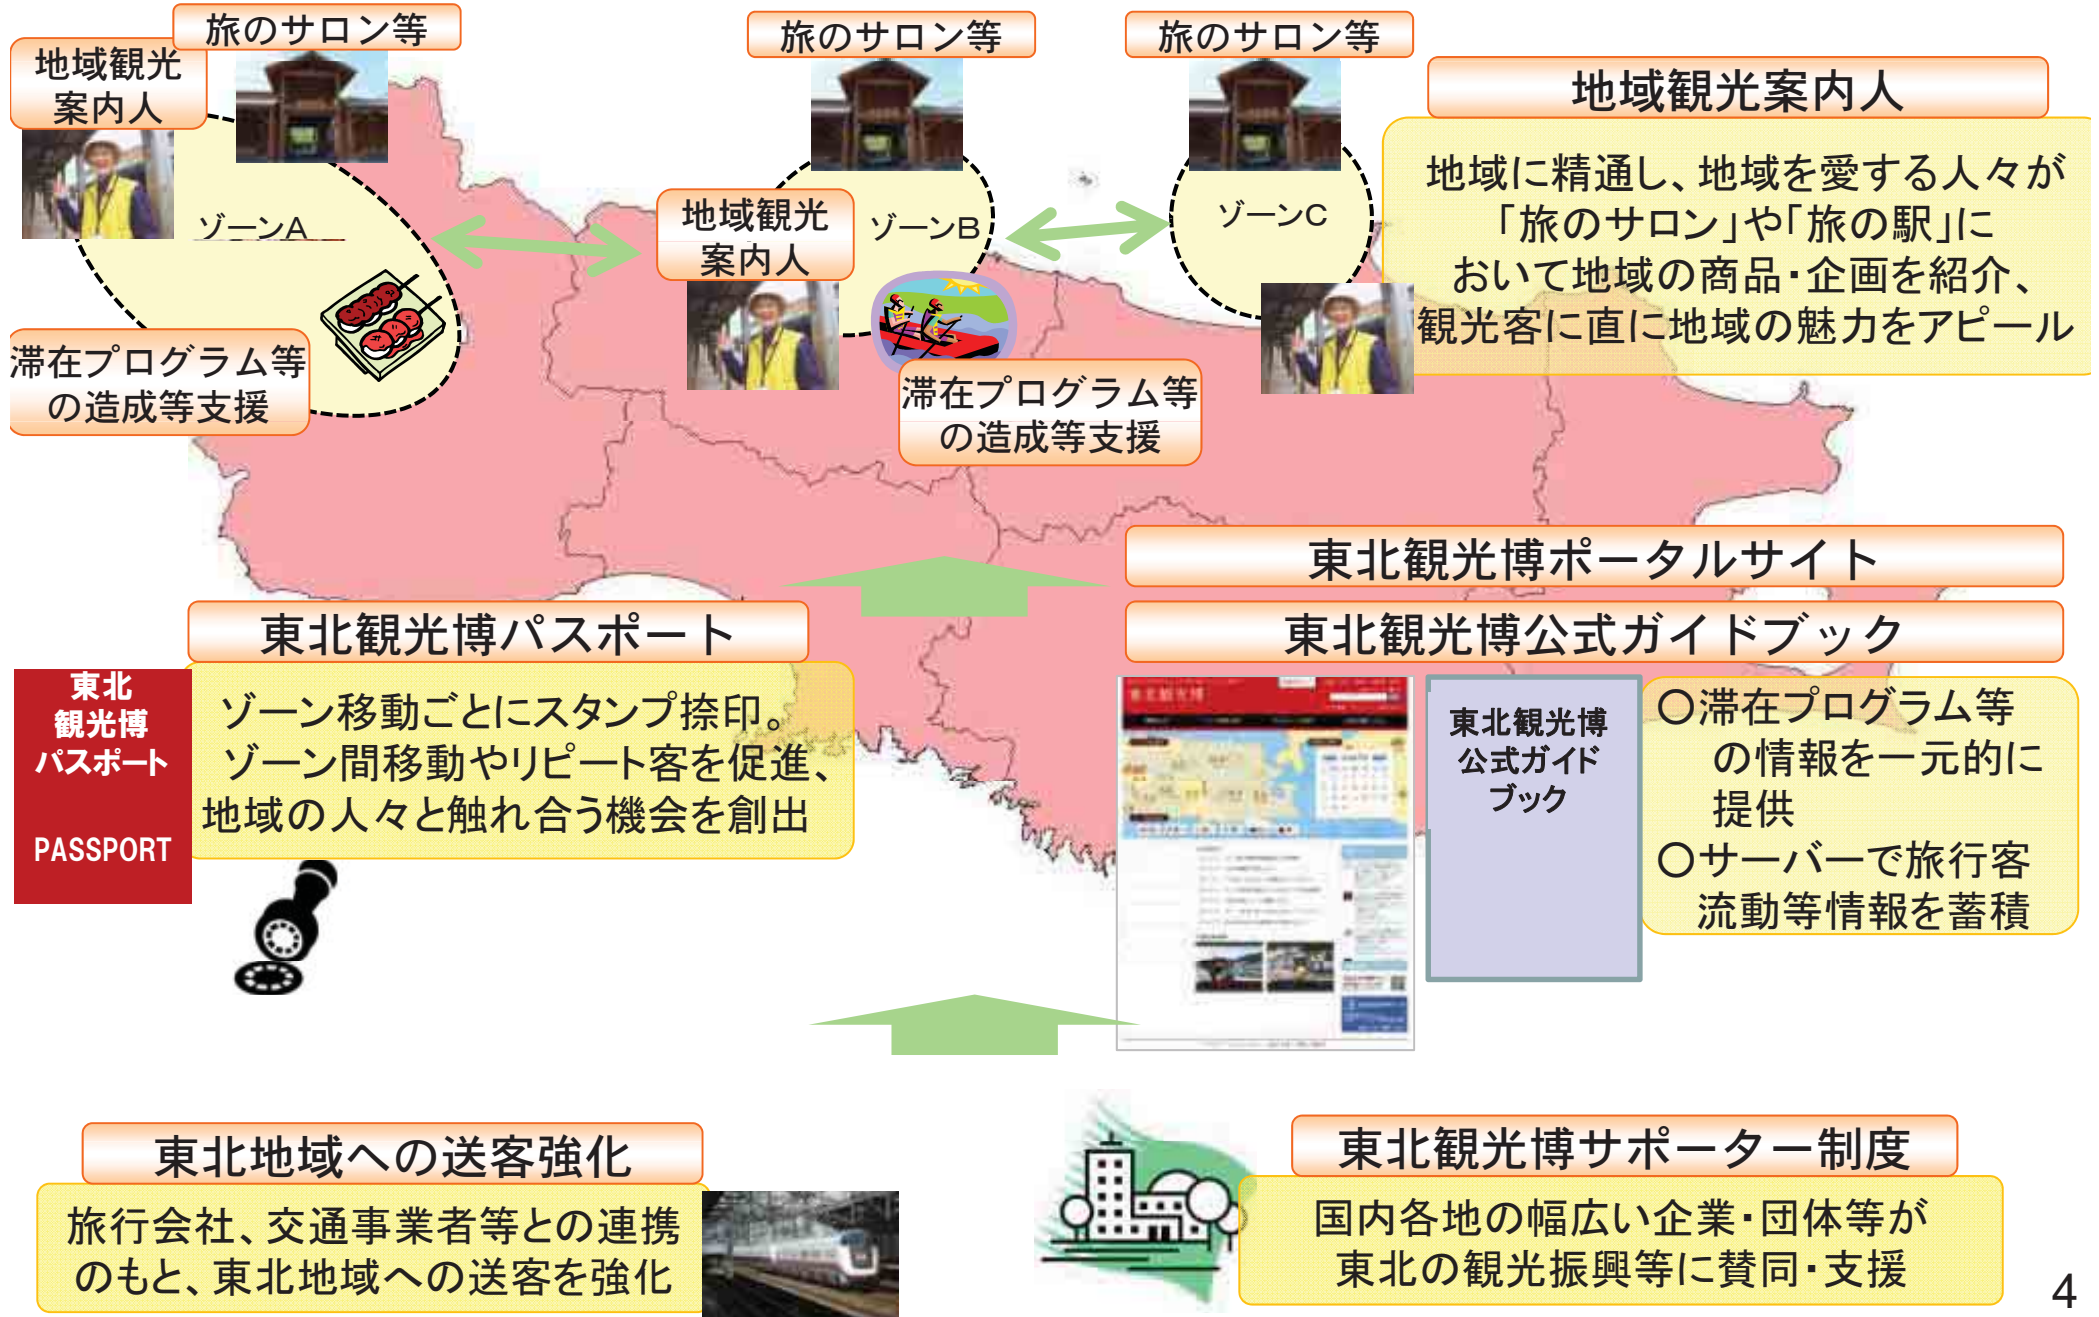 旅のサロン等
地域観光
案内人
ゾーンA
滞在プログラム等
の造成等支援
旅のサロン等
地域観光
案内人
ゾーンB
滞在プログラム等
の造成等支援
旅のサロン等
ゾーンC
地域観光案内人
地域に精通し、地域を愛する人々が
「旅のサロン」や「旅の駅」に
おいて地域の商品・企画を紹介、
観光客に直に地域の魅力をアピール
東北観光博パスポート
東北
観光博
パスポート
PASSPORT
ゾーン移動ごとにスタンプ捺印。
ゾーン間移動やリピート客を促進、
地域の人々と触れ合う機会を創出
東北観光博ポータルサイト
東北観光博公式ガイドブック
東北観光博
東北観光博
公式ガイド
ブック
○滞在プログラム等
の情報を一元的に
提供
○サーバーで旅行客
流動等情報を蓄積
東北地域への送客強化
旅行会社、交通事業者等との連携
のもと、東北地域への送客を強化
東北観光博サポーター制度
国内各地の幅広い企業・団体等が
東北の観光振興等に賛同・支援
4